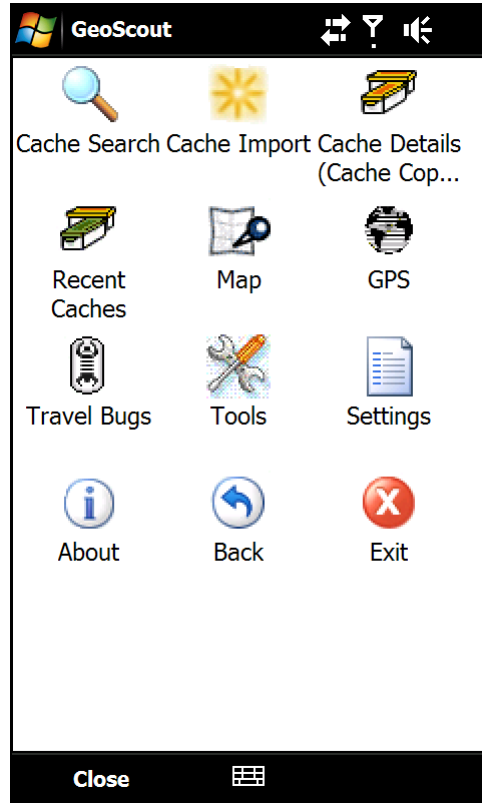 GeoScout
Cache Search Cache Import Cache Details
(Cache Cop...
Recent Map GPS
Caches
Travel Bugs Tools Settings
About Back Exit
Close